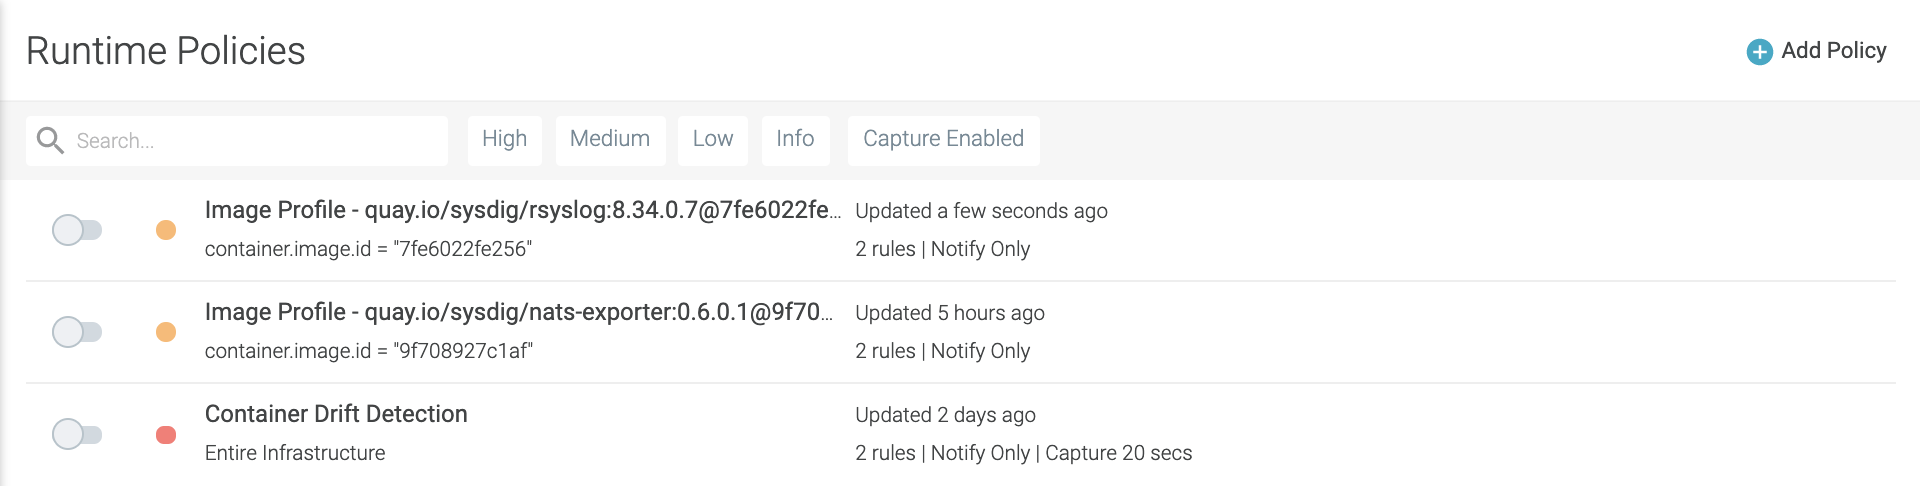 Runtime Policies
Add Policy
Search...
High
Medium
Low
Info
Capture Enabled
Image Profile - quay.io/sysdig/rsyslog:8.34.0.7@7fe6022fe...
Updated a few seconds ago
container.image.id = "7fe6022fe256"
2 rules | Notify Only
Image Profile - quay.io/sysdig/nats-exporter:0.6.0.1@9f70...
Updated 5 hours ago
container.image.id = "9f708927c1af"
2 rules | Notify Only
Container Drift Detection
Updated 2 days ago
Entire Infrastructure
2 rules | Notify Only | Capture 20 secs